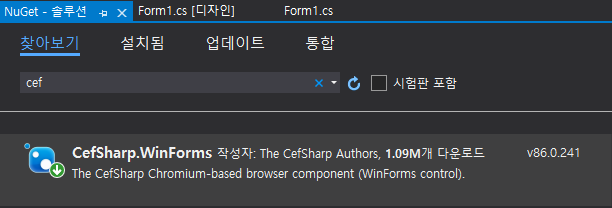 NuGet - 솔루션 Form1.cs [디자인] Form1.cs
찾아보기 설치됨 업데이트 통합
cef 시험판 포함
CefSharp.WinForms 작성자: The CefSharp Authors, 1.09M개 다운로드 v86.0.241
The CefSharp Chromium-based browser component (WinForms control).